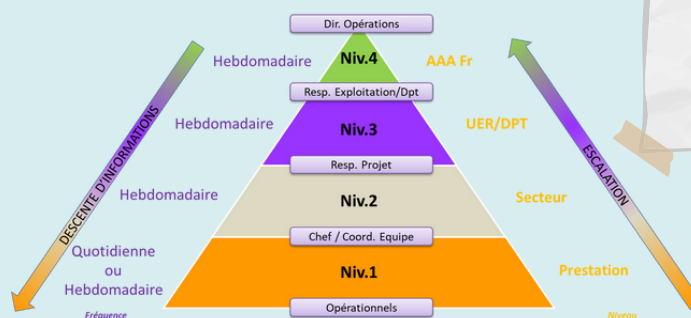 Dir. Opérations
Hebdomadaire
Niv.4
AAA Fr
Resp. Exploitation/Dpt
Hebdomadaire
Niv.3
UER/DPT
DESCENTE D'INFORMATIONS
ESCALATION
Resp. Projet
Hebdomadaire
Niv.2
Secteur
Chef / Coord. Equipe
Quotidienne
ou
Hebdomadaire
Niv.1
Prestation
Fréquence
Opérationnels
Niveau